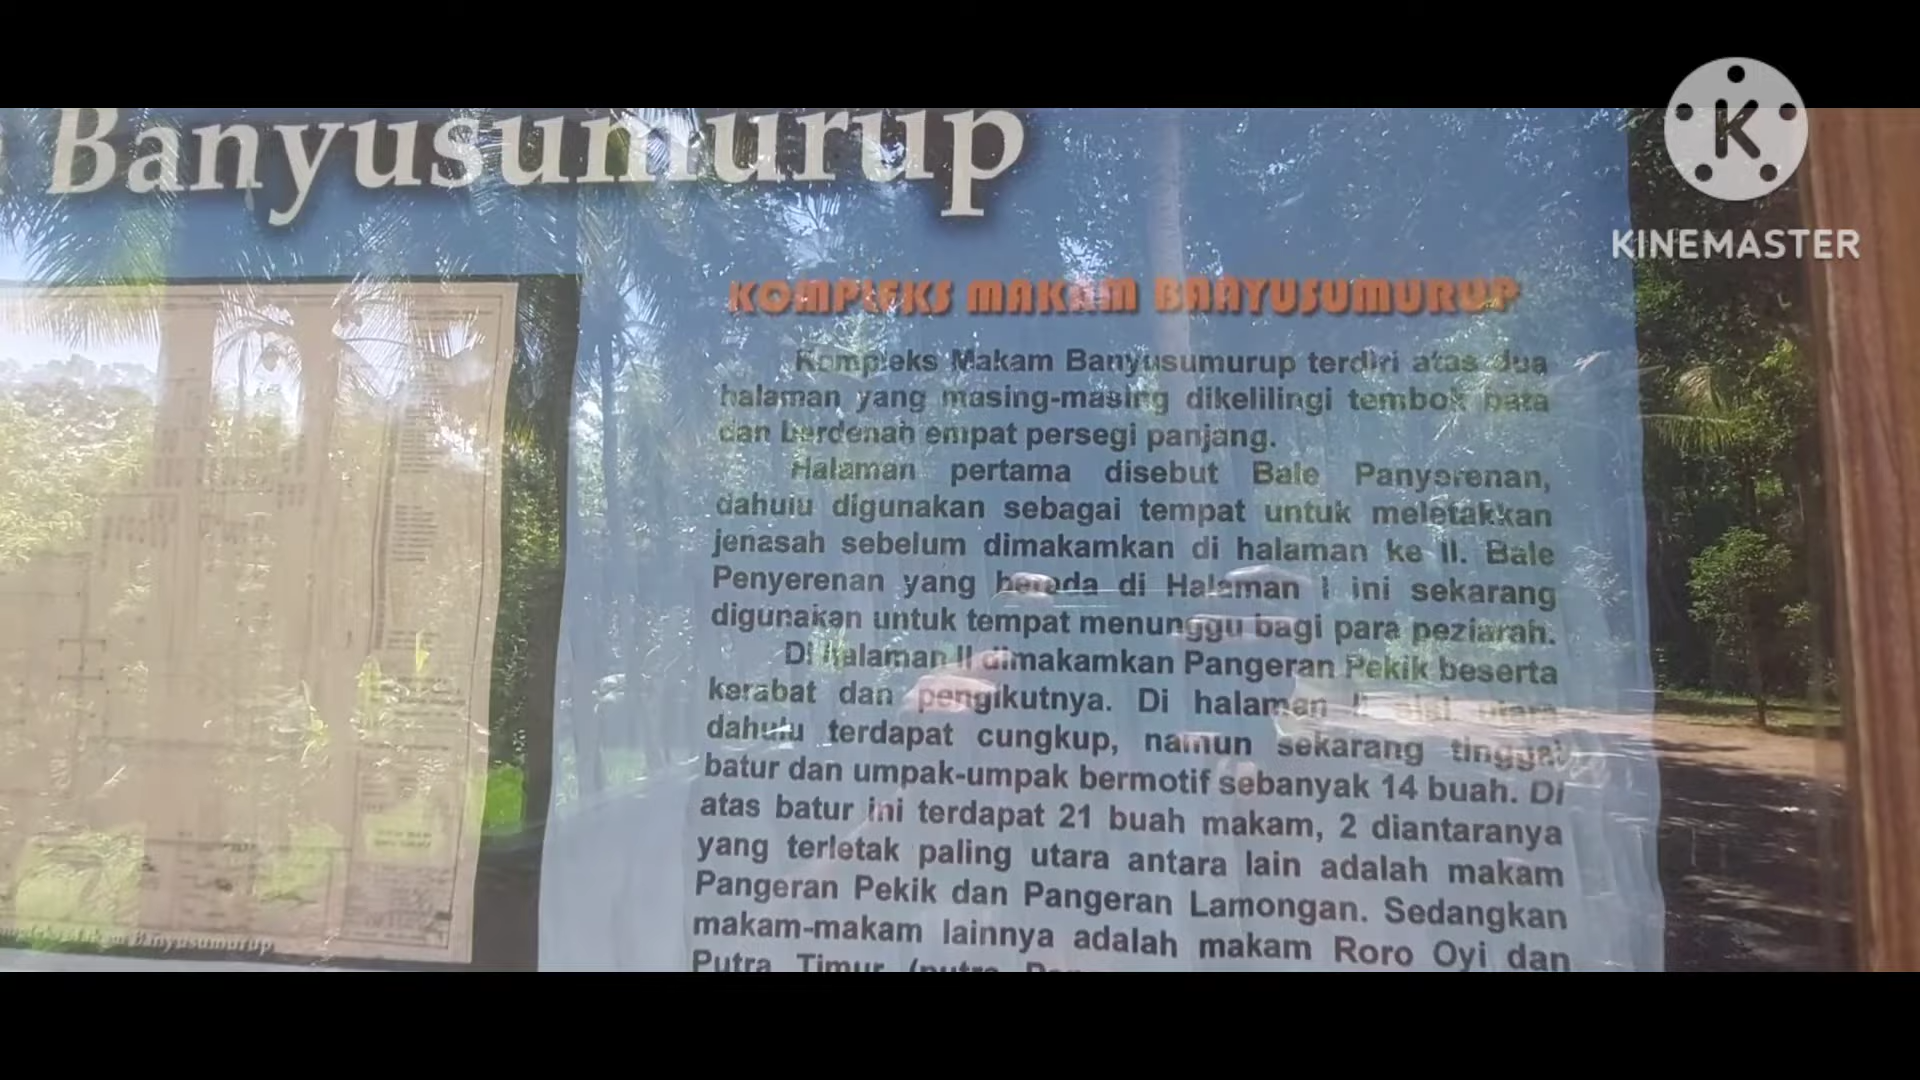 Banyusumurup
KINEMASTER
KOMPLEKS MAKAM BANYUSUMURUP
Kompleks Makam Banyusumurup terdiri atas dua
halaman yang masing-masing dikelilingi tembok bata
dan berdenah empat persegi panjang.
Halaman pertama disebut Bale Panyerenan,
dahulu digunakan sebagai tempat untuk meletakkan
jenasah sebelum dimakamkan di halaman ke II. Bale
Penyerenan yang berada di Halaman I ini sekarang
digunakan untuk tempat menunggu bagi para peziarah.
Di halaman II dimakamkan Pangeran Pekik beserta
kerabat dan pengikutnya. Di halaman II sisi utara
dahulu terdapat cungkup, namun sekarang tinggal
batur dan umpak-umpak bermotif sebanyak 14 buah. Di
atas batur ini terdapat 21 buah makam, 2 diantaranya
yang terletak paling utara antara lain adalah makam
Pangeran Pekik dan Pangeran Lamongan. Sedangkan
makam-makam lainnya adalah makam Roro Oyi dan
Putra Timur (putra
Banyusumurup